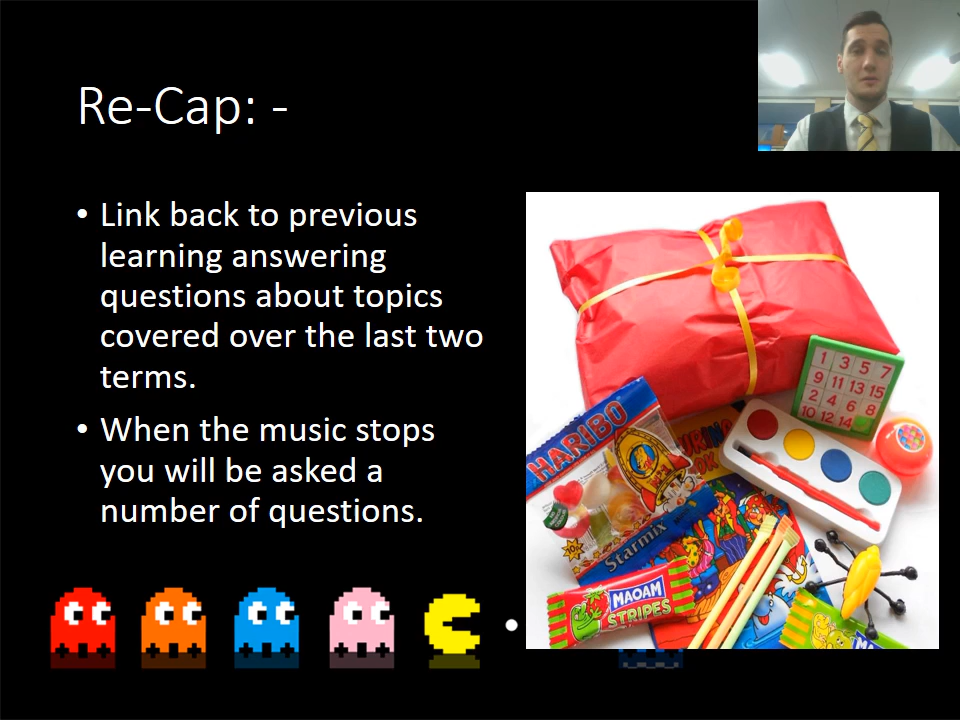 Re-Cap: -
• Link back to previous
learning answering
questions about topics
covered over the last two
terms.
• When the music stops
you will be asked a
number of questions.
1 3 5 7
9 11 13 15
2 4 6 8
10 12 14
HARIBO
Starmix
MAOAM
STRIPES